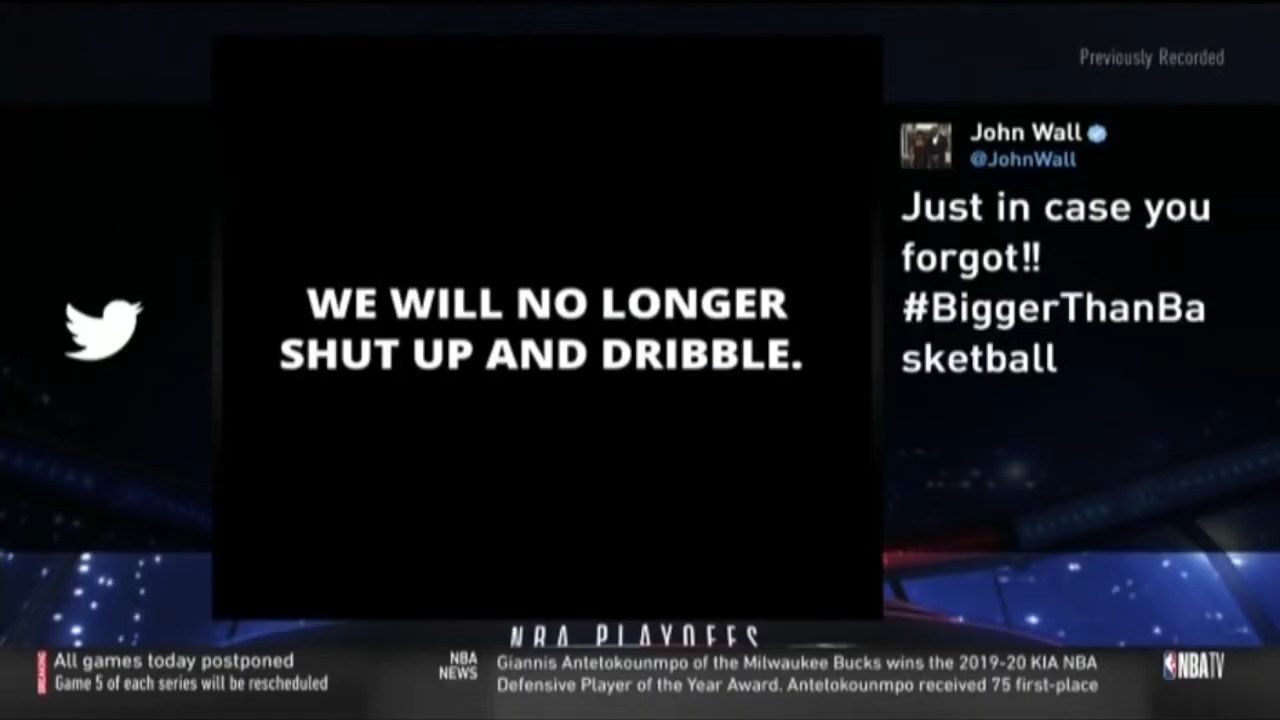 Previously Recorded
WE WILL NO LONGER
SHUT UP AND DRIBBLE.
John Wall
@JohnWall
Just in case you
forgot!!
#BiggerThanBa
sketball
NBA PLAYOFFS
BREAKING
All games today postponed
Game 5 of each series will be rescheduled
NBA
NEWS
Giannis Antetokounmpo of the Milwaukee Bucks wins the 2019-20 KIA NBA
Defensive Player of the Year Award. Antetokounmpo received 75 first-place
NBATV